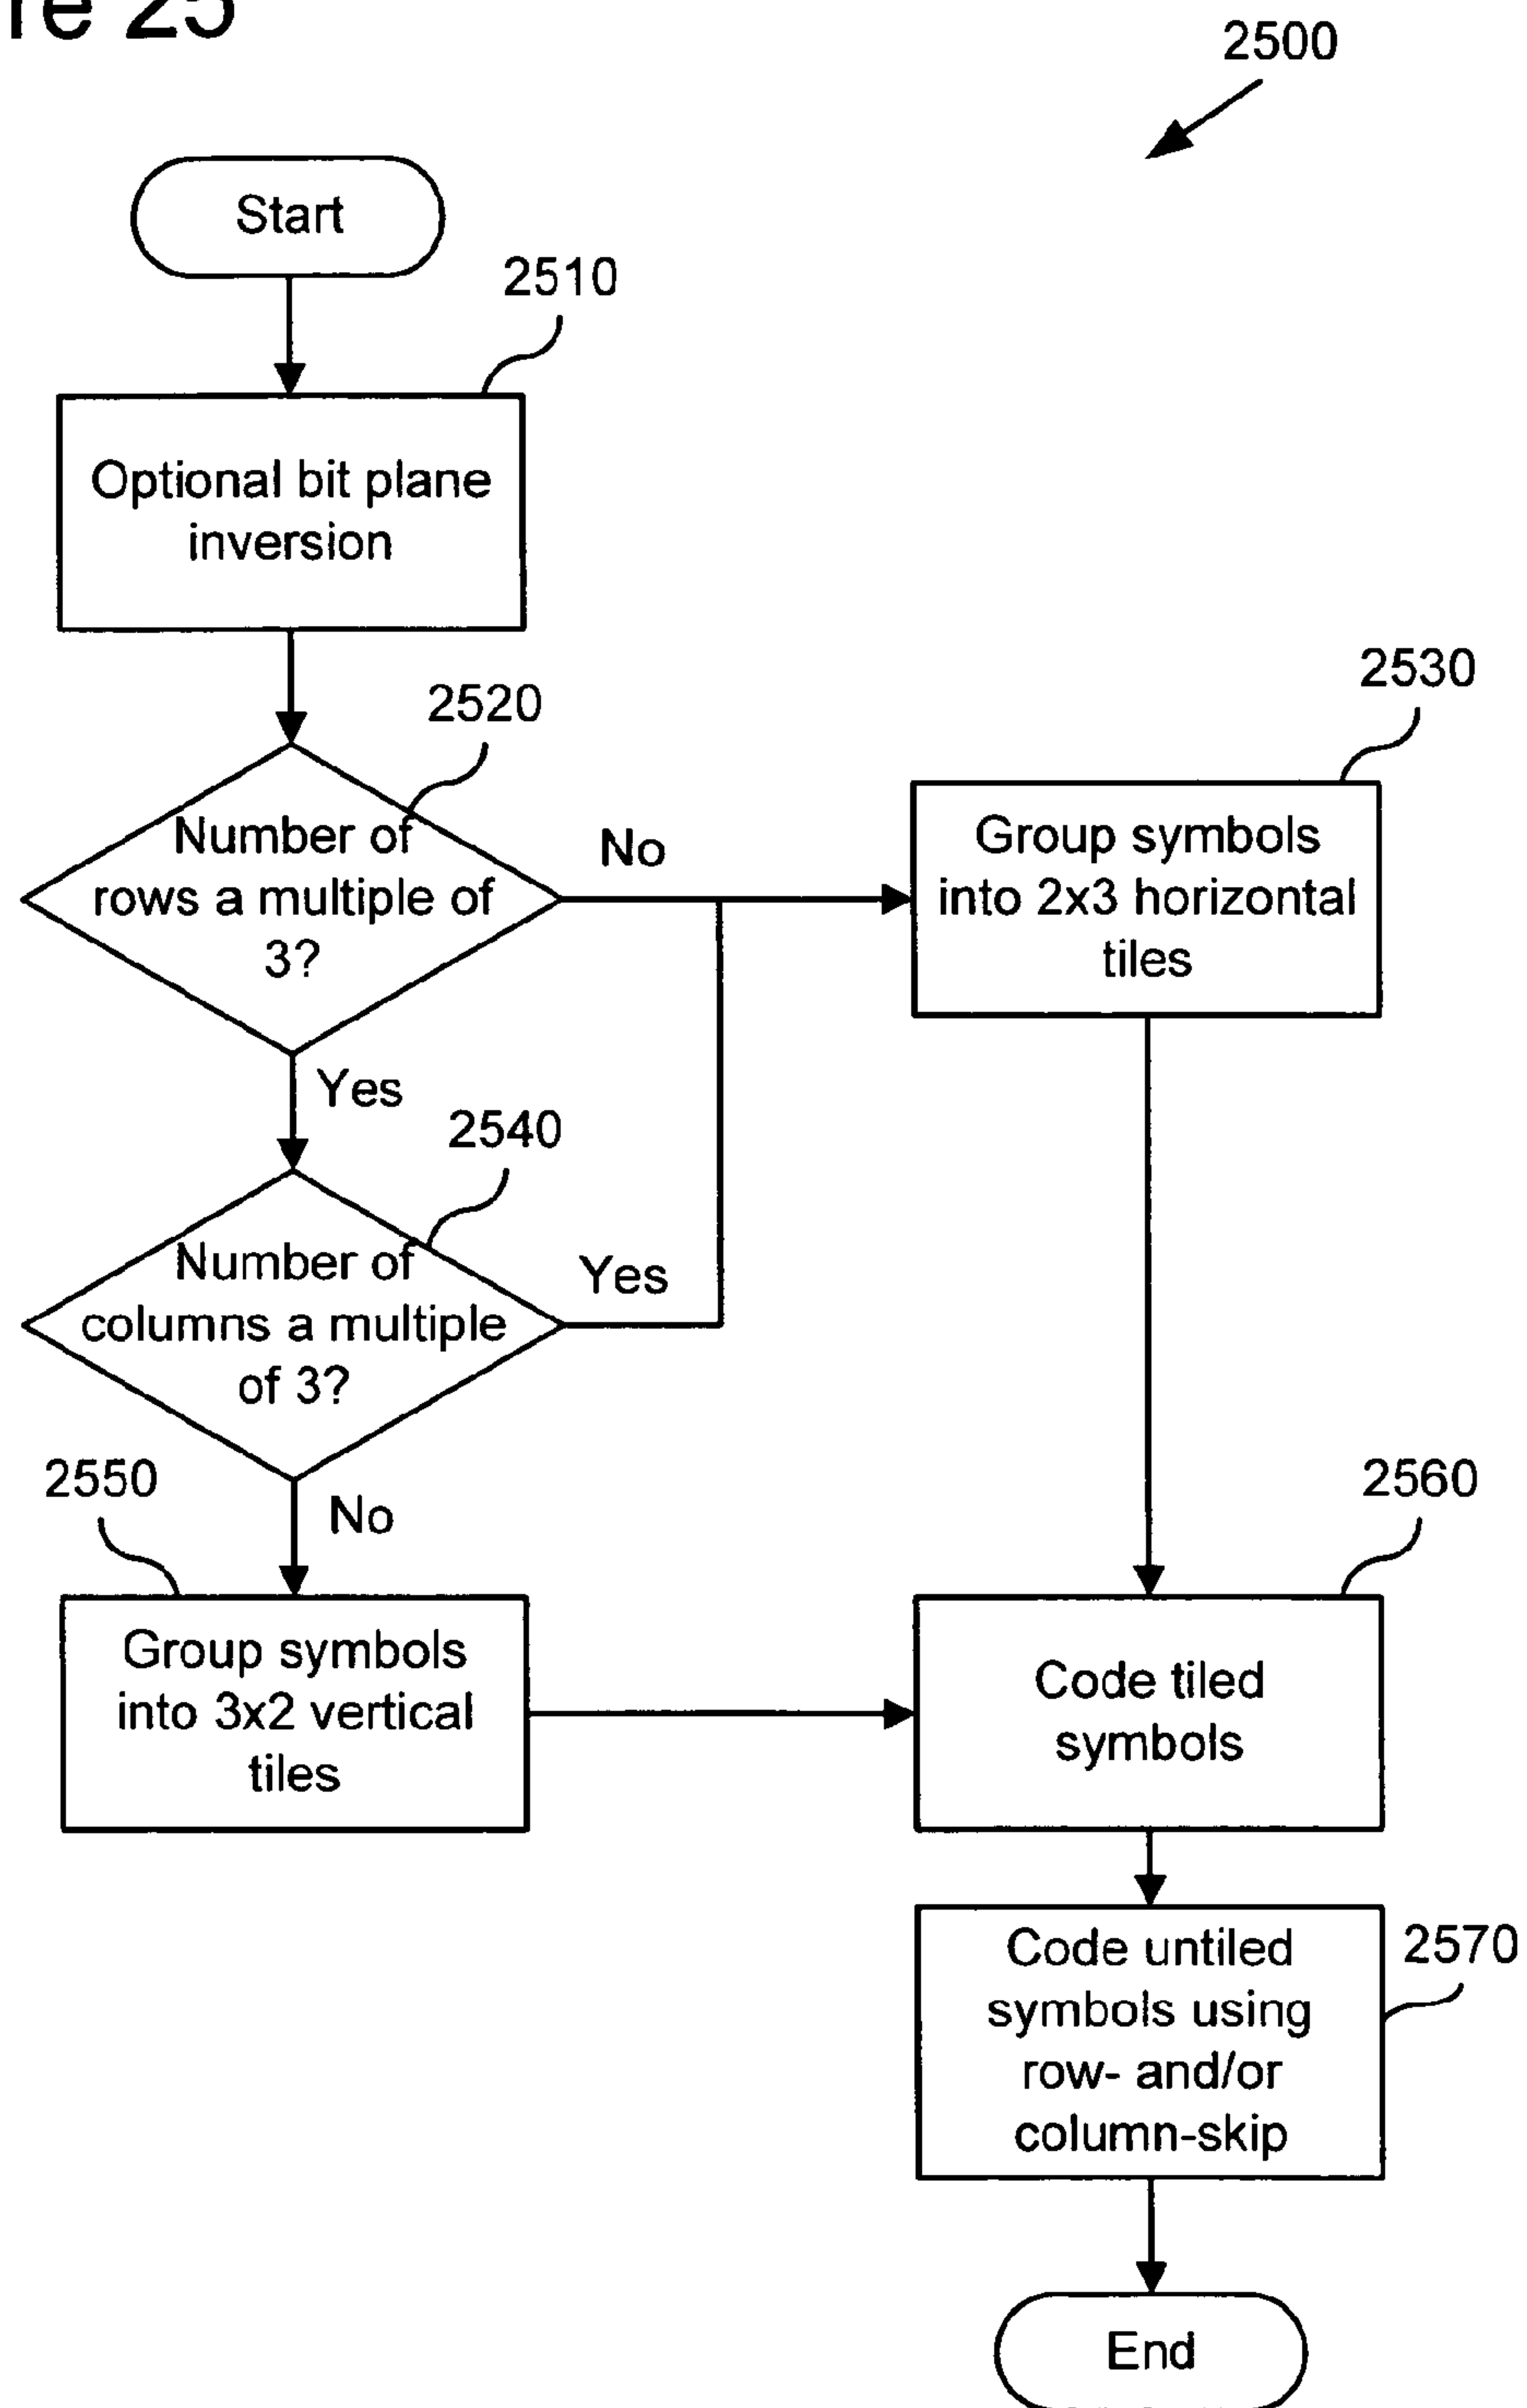 re 25
2500
Start
2510
Optional bit plane
inversion
2520
Number of
rows a multiple of
3?
No
2530
Group symbols
into 2x3 horizontal
tiles
Yes
2540
Number of
columns a multiple
of 3?
Yes
2550
No
Group symbols
into 3x2 vertical
tiles
2560
Code tiled
symbols
2570
Code untiled
symbols using
row- and/or
column-skip
End